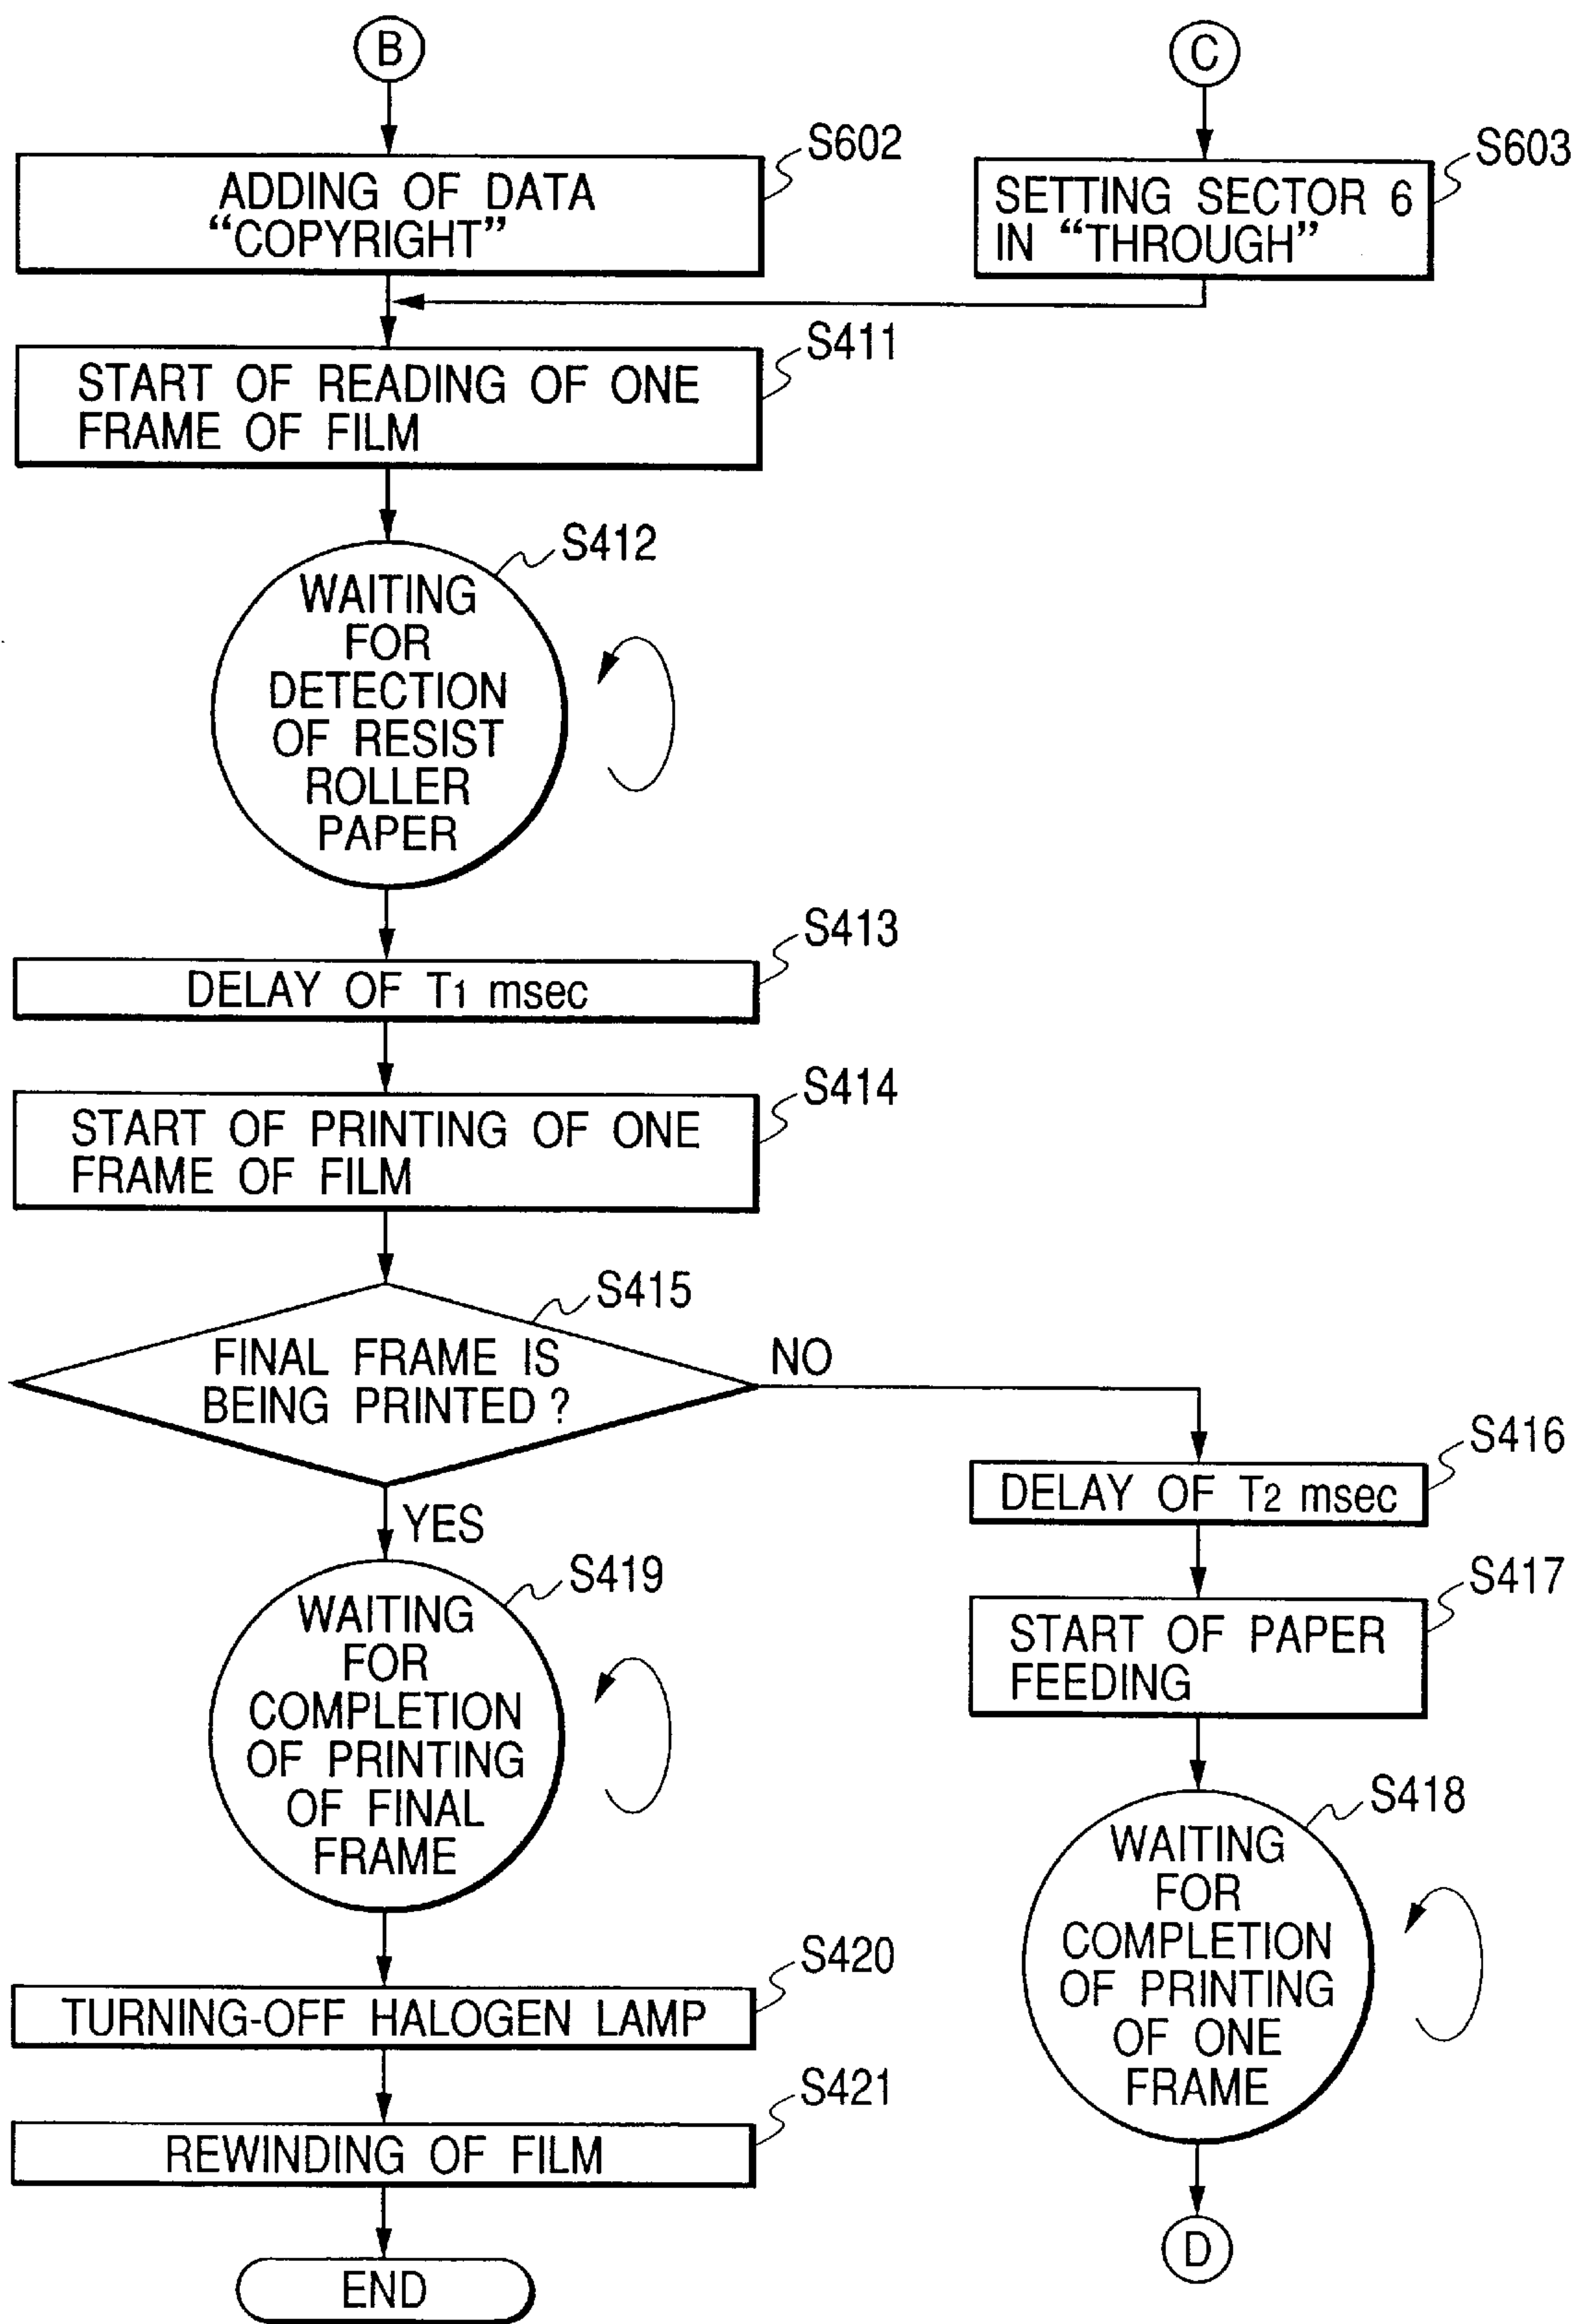 B
C
S602
ADDING OF DATA
“COPYRIGHT”
S603
SETTING SECTOR 6
IN “THROUGH”
S411
START OF READING OF ONE
FRAME OF FILM
S412
WAITING
FOR
DETECTION
OF RESIST
ROLLER
PAPER
S413
DELAY OF T1 msec
S414
START OF PRINTING OF ONE
FRAME OF FILM
S415
FINAL FRAME IS
BEING PRINTED ?
NO
YES
S416
DELAY OF T2 msec
S417
START OF PAPER
FEEDING
S418
WAITING
FOR
COMPLETION
OF PRINTING
OF ONE
FRAME
D
S419
WAITING
FOR
COMPLETION
OF PRINTING
OF FINAL
FRAME
S420
TURNING-OFF HALOGEN LAMP
S421
REWINDING OF FILM
END